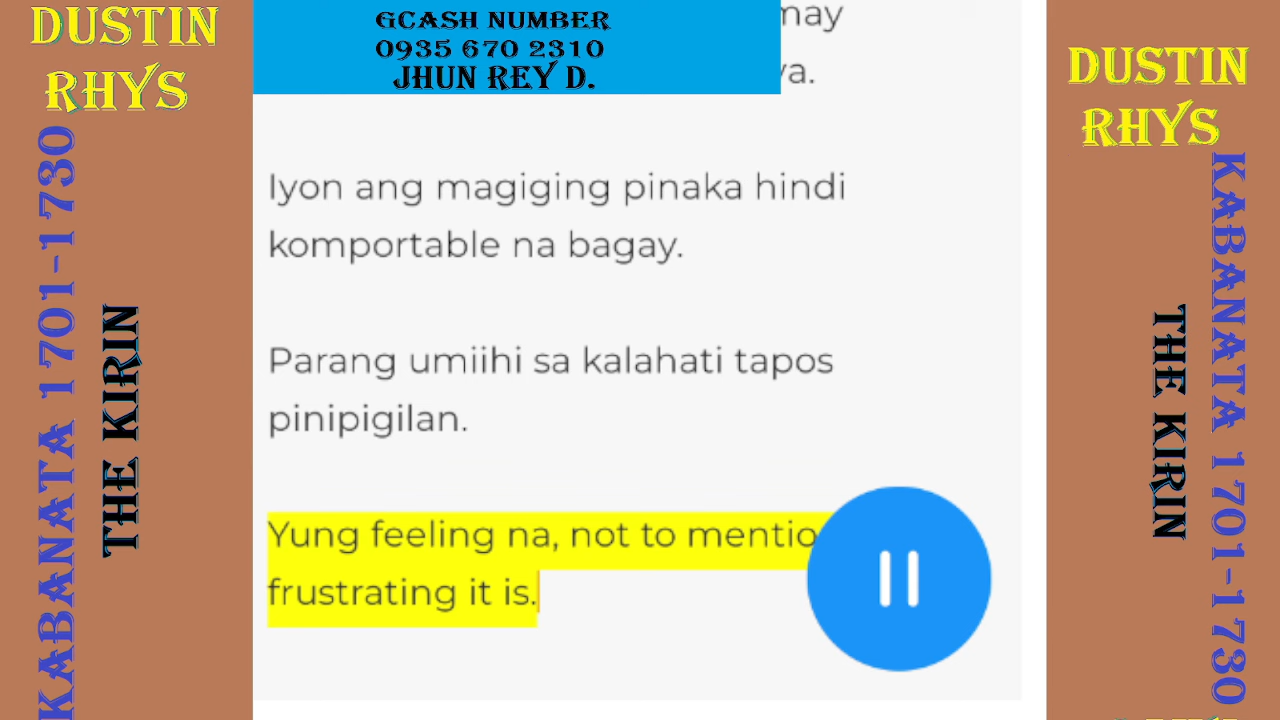 DUSTIN
RHYS
KABANATA 1701-1730
THE KIRIN
GCASH NUMBER
0935 670 2310
JHUN REY D.
may
Iyon ang magiging pinaka hindi
komportable na bagay.
Parang umiihi sa kalahati tapos
pinipigilan.
Yung feeling na, not to mentio
frustrating it is.
DUSTIN
RHYS
KABANATA 1701-1730
THE KIRIN